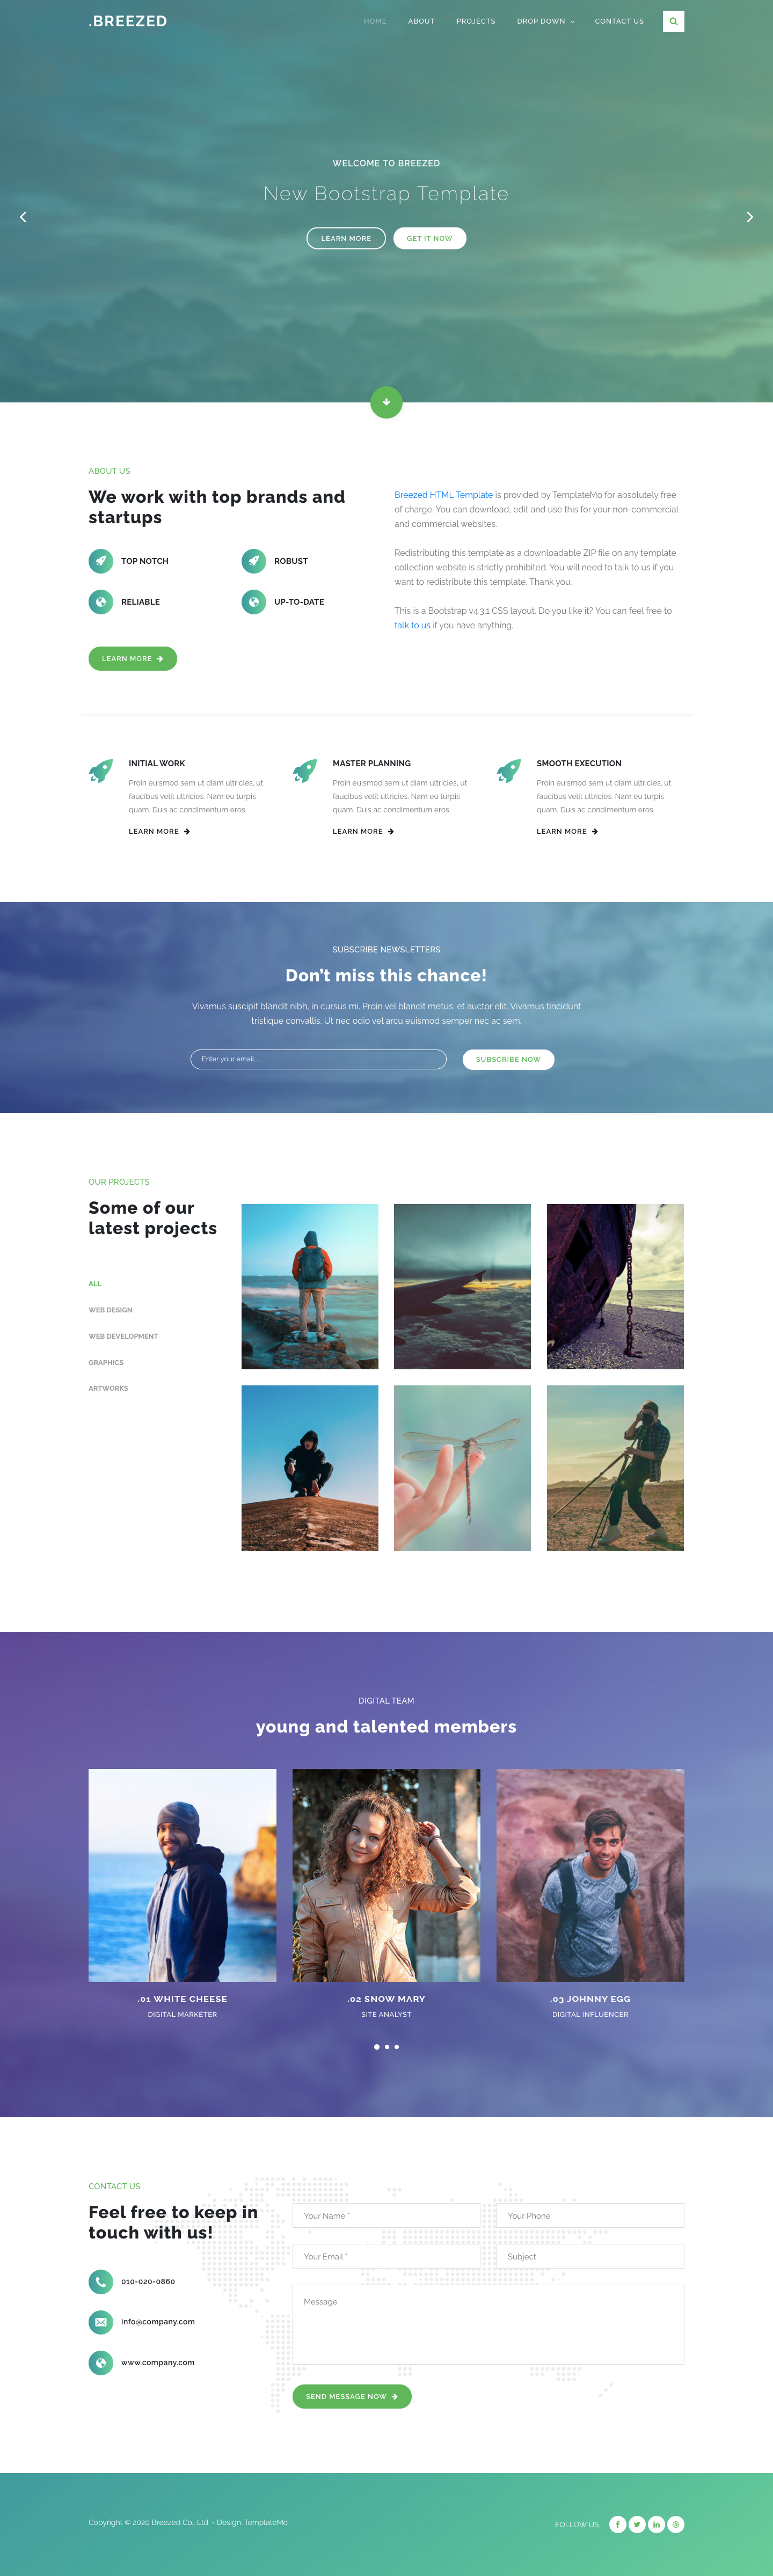 .BREEZED
HOME ABOUT PROJECTS DROP DOWN CONTACT US
WELCOME TO BREEZED
New Bootstrap Template
LEARN MORE GET IT NOW
ABOUT US
We work with top brands and
startups
TOP NOTCH ROBUST
RELIABLE UP-TO-DATE
LEARN MORE
Breezed HTML Template is provided by TemplateMo for absolutely free
of charge. You can download, edit and use this for your non-commercial
and commercial websites.
Redistributing this template as a downloadable ZIP file on any template
collection website is strictly prohibited. You will need to talk to us if you
want to redistribute this template. Thank you.
This is a Bootstrap v4.3.1 CSS layout. Do you like it? You can feel free to
talk to us if you have anything.
INITIAL WORK
Proin euismod sem ut diam ultricies, ut
faucibus velit ultricies. Nam eu turpis
quam. Duis ac condimentum eros.
LEARN MORE
MASTER PLANNING
Proin euismod sem ut diam ultricies, ut
faucibus velit ultricies. Nam eu turpis
quam. Duis ac condimentum eros.
LEARN MORE
SMOOTH EXECUTION
Proin euismod sem ut diam ultricies, ut
faucibus velit ultricies. Nam eu turpis
quam. Duis ac condimentum eros.
LEARN MORE
SUBSCRIBE NEWSLETTERS
Don't miss this chance!
Vivamus suscipit blandit nibh, in cursus mi. Proin vel blandit metus, et auctor elit. Vivamus tincidunt
tristique convallis. Ut nec odio vel arcu euismod semper nec ac sem.
Enter your email... SUBSCRIBE NOW
OUR PROJECTS
Some of our
latest projects
ALL
WEB DESIGN
WEB DEVELOPMENT
GRAPHICS
ARTWORKS
DIGITAL TEAM
young and talented members
.01 WHITE CHEESE
DIGITAL MARKETER
.02 SNOW MARY
SITE ANALYST
.03 JOHNNY EGG
DIGITAL INFLUENCER
CONTACT US
Feel free to keep in
touch with us!
010-020-0860
info@company.com
www.company.com
Your Name * Your Phone
Your Email * Subject
Message
SEND MESSAGE NOW
Copyright © 2020 Breezed Co., Ltd. - Design: TemplateMo
FOLLOW US